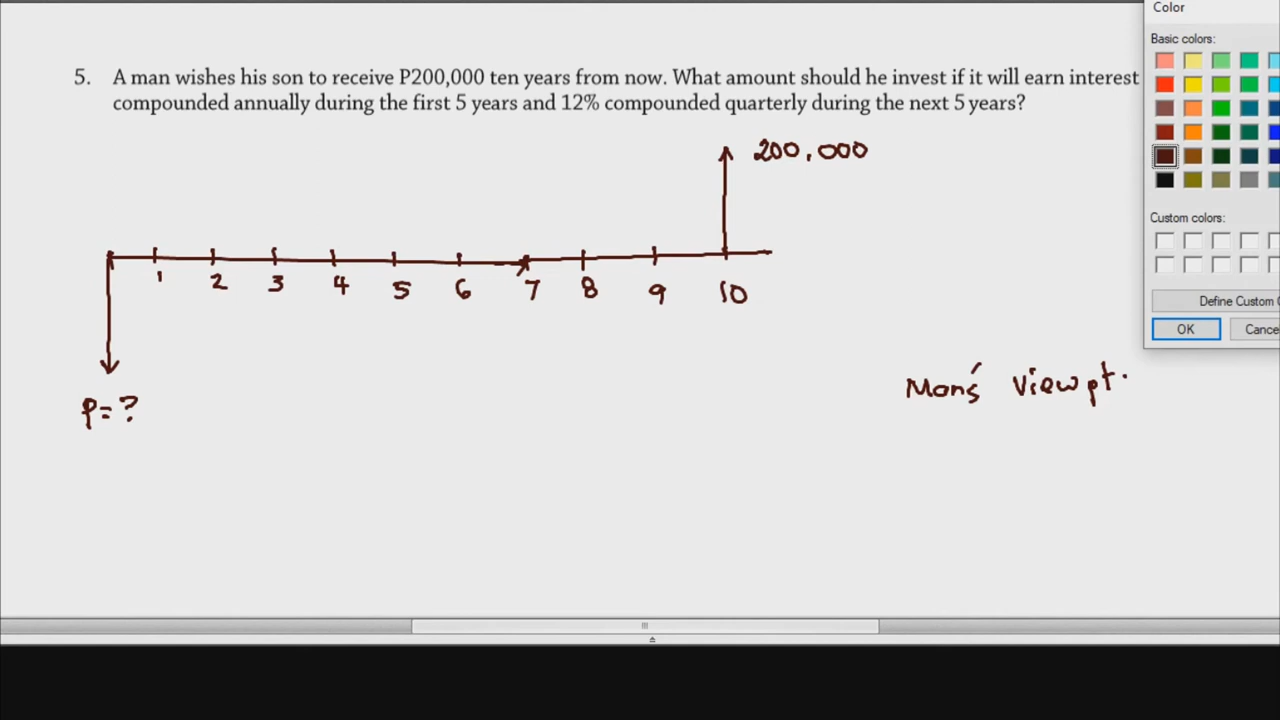 Color
Basic colors:
5. A man wishes his son to receive P200,000 ten years from now. What amount should he invest if it will earn interest
compounded annually during the first 5 years and 12% compounded quarterly during the next 5 years?
200,000
1 2 3 4 5 6 7 8 9 10
P=?
Man's Viewpt.
Custom colors:
Define Custom
OK
Cance